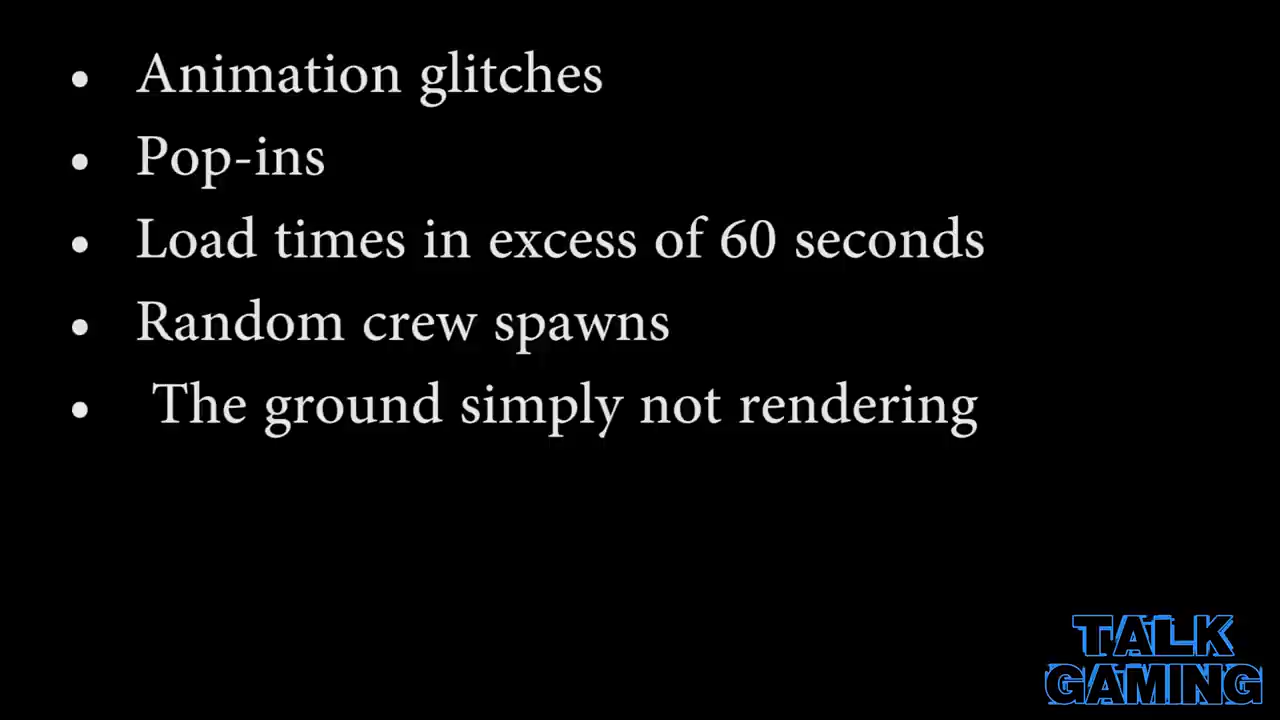 • Animation glitches
• Pop-ins
• Load times in excess of 60 seconds
• Random crew spawns
• The ground simply not rendering
TALK
GAMING